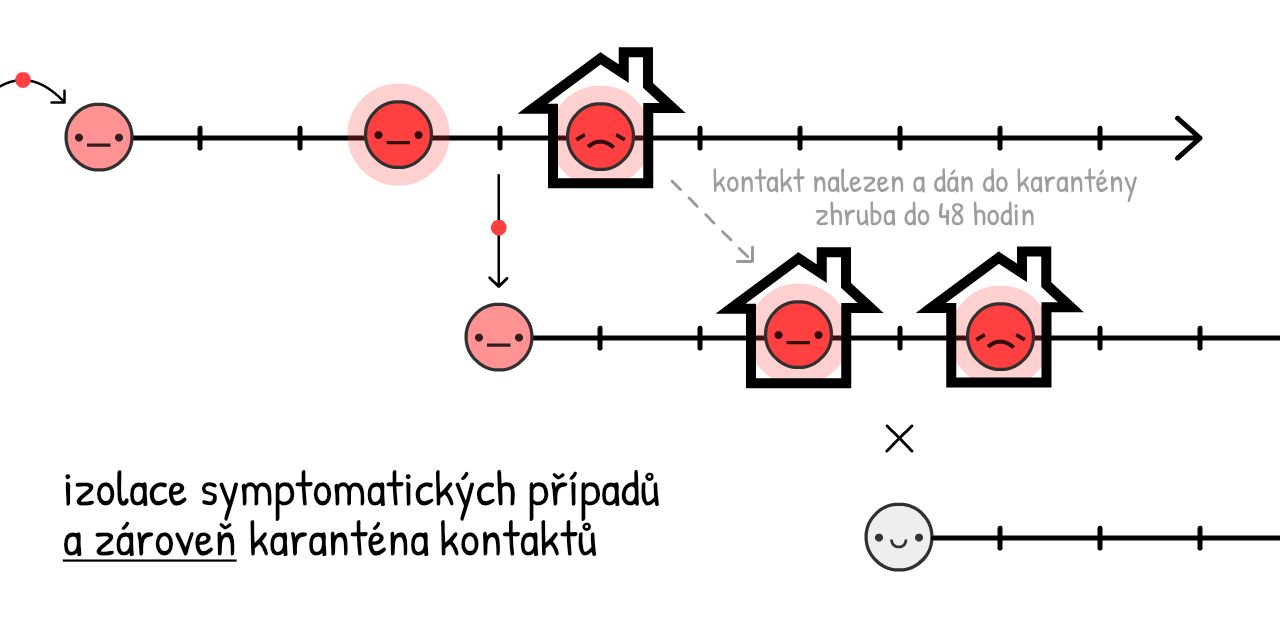 kontakt nalezen a dán do karantény
zhruba do 48 hodin
izolace symptomatických případů
a zároveň karanténa kontaktů